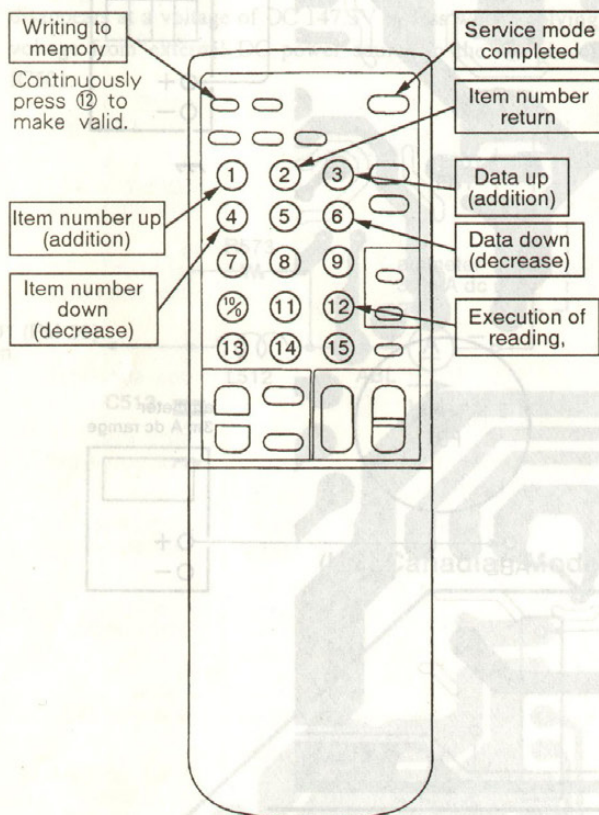 Writing to
memory
Continuously
press ⑫ to
make valid.
Service mode
completed
Item number
return
Data up
(addition)
Item number up
(addition)
Data down
(decrease)
Item number
down
(decrease)
Execution of
reading,
1 2 3
4 5 6
7 8 9
10/0 11 12
13 14 15